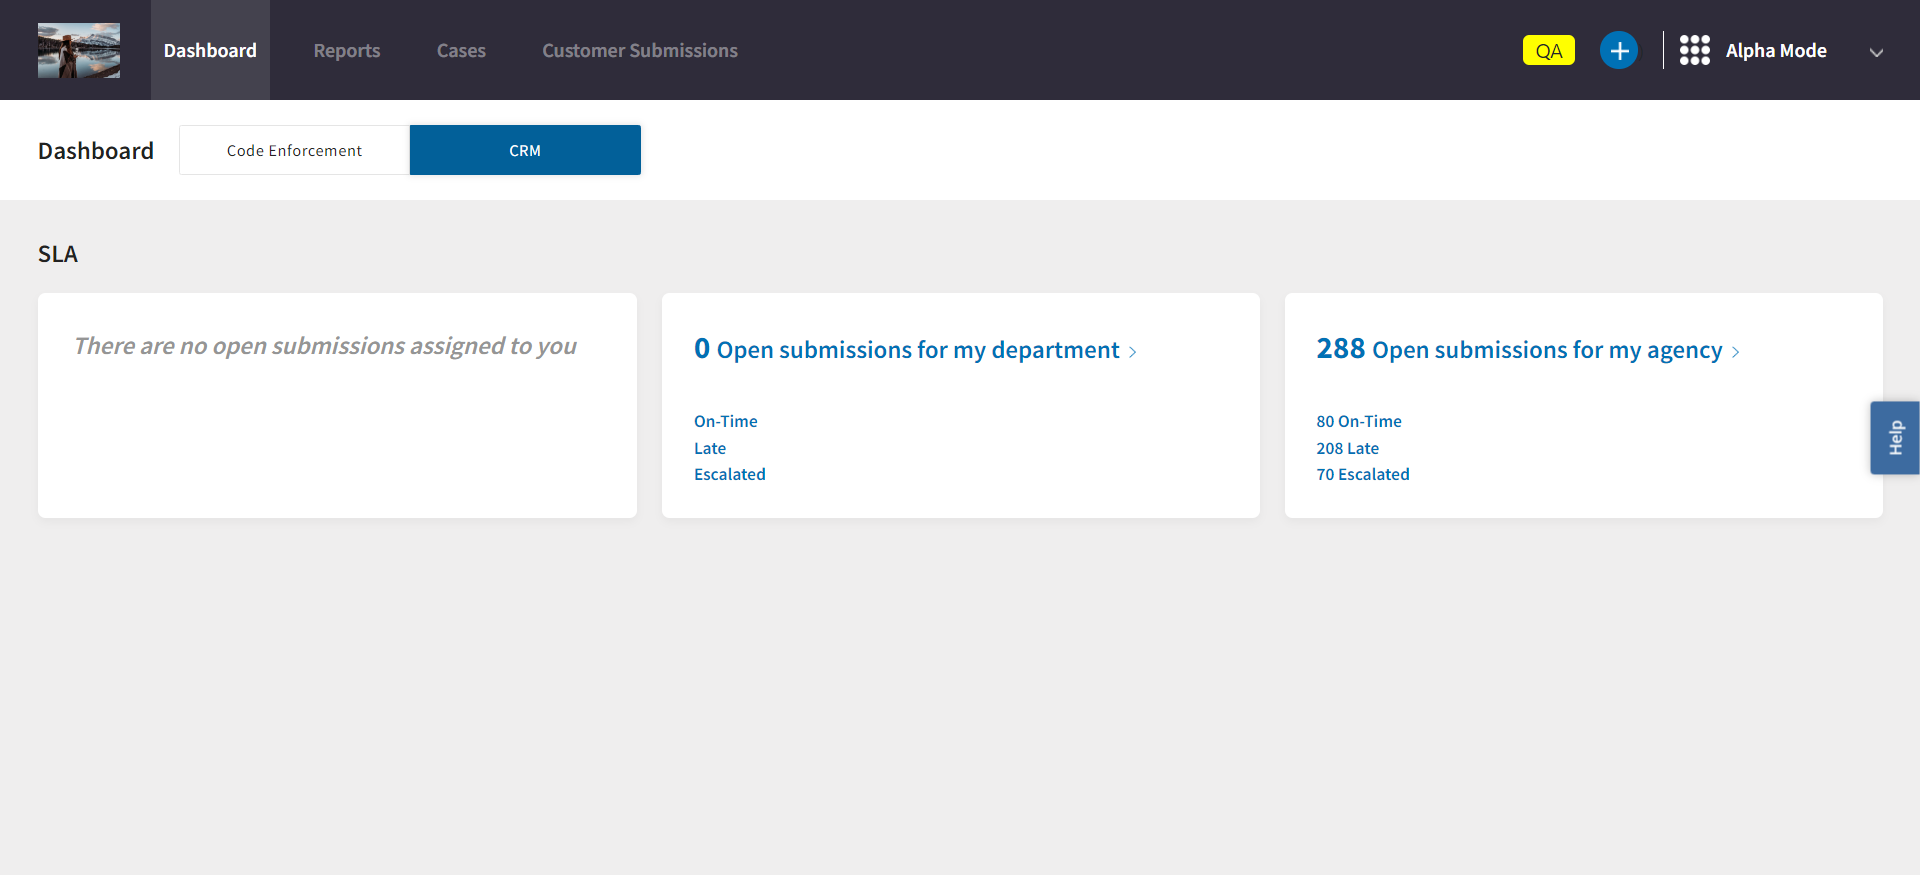 Dashboard
Reports
Cases
Customer Submissions
QA
Alpha Mode
Dashboard
Code Enforcement
CRM
SLA
There are no open submissions assigned to you
0 Open submissions for my department
On-Time
Late
Escalated
288 Open submissions for my agency
80 On-Time
208 Late
70 Escalated
Help